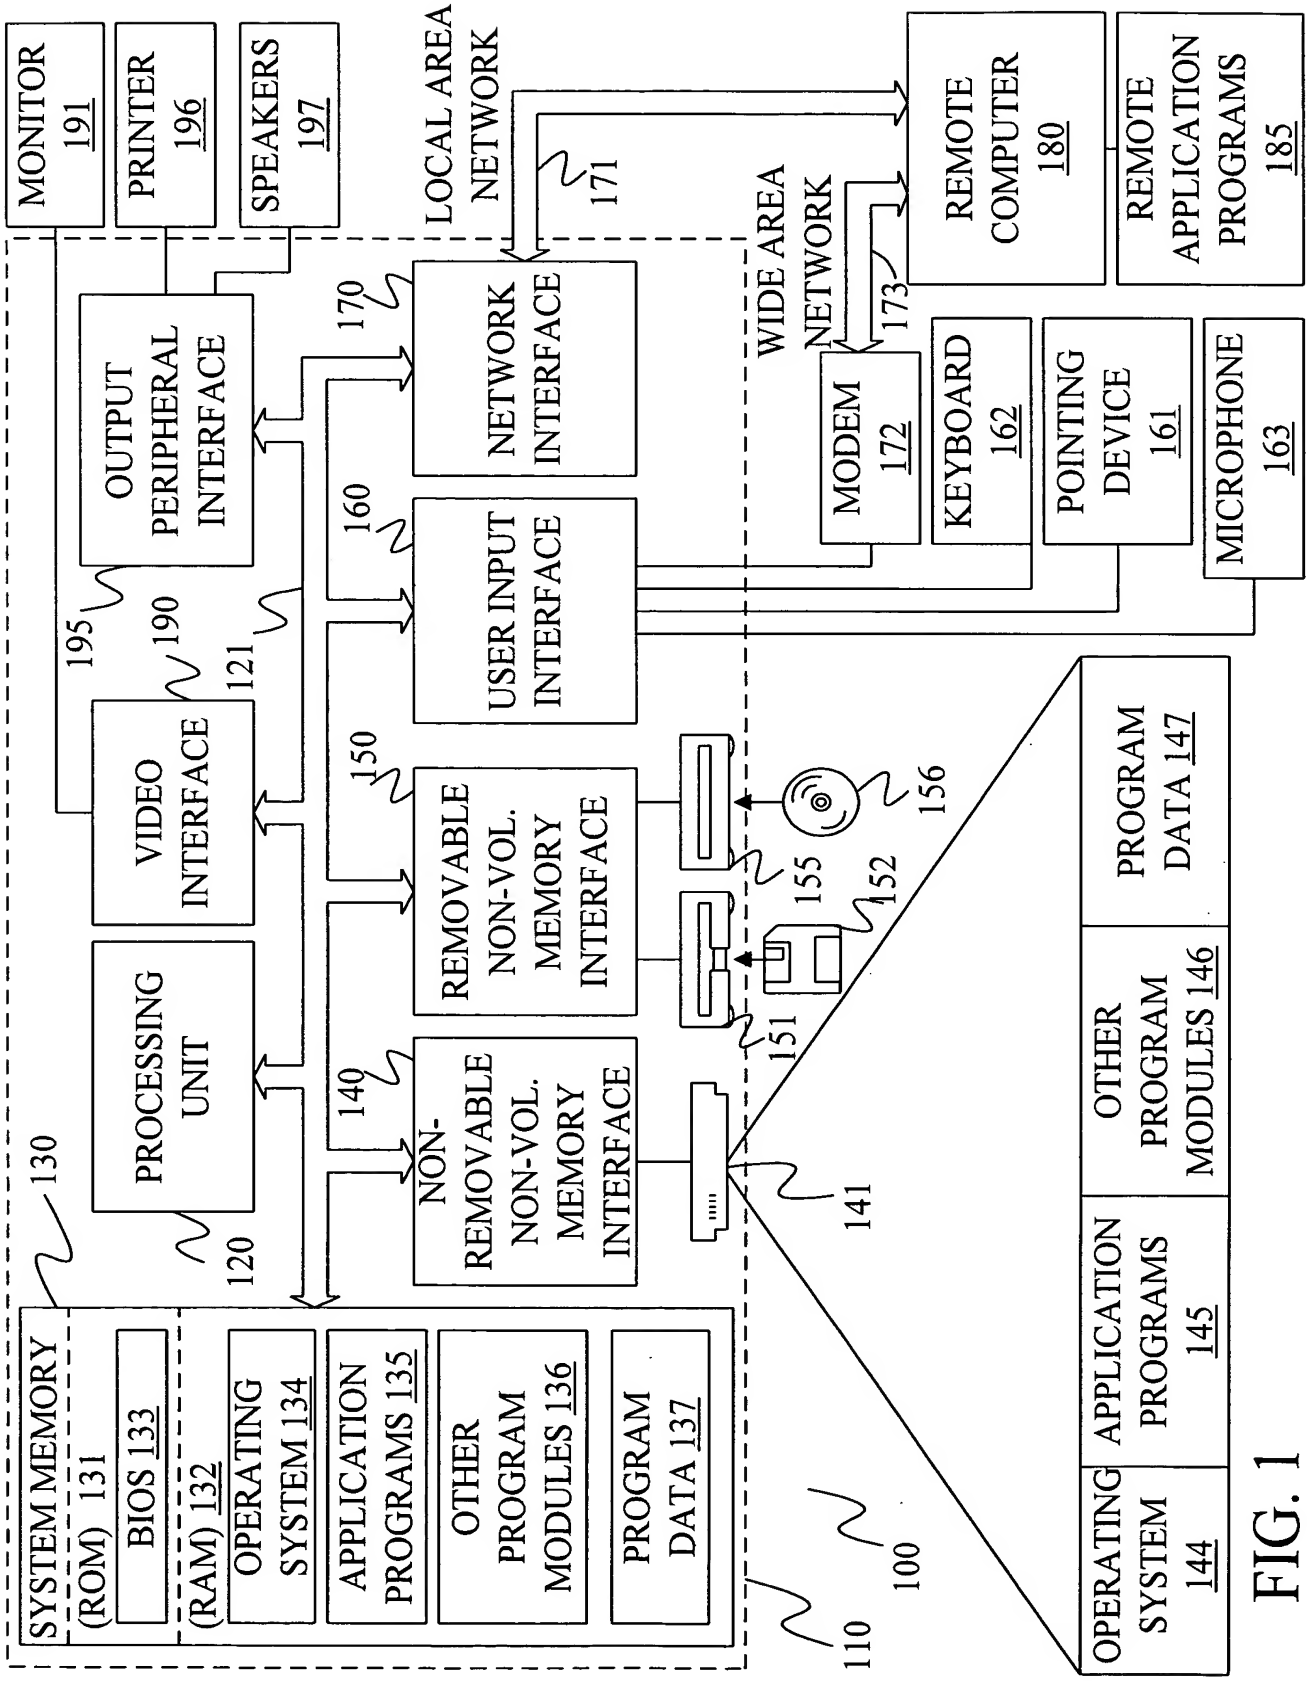 SYSTEM MEMORY
(ROM) 131
BIOS 133
(RAM) 132
OPERATING
SYSTEM 134
APPLICATION
PROGRAMS 135
OTHER
PROGRAM
MODULES 136
PROGRAM
DATA 137
130
120
PROCESSING
UNIT
VIDEO
INTERFACE
190
121
195
OUTPUT
PERIPHERAL
INTERFACE
MONITOR
191
PRINTER
196
SPEAKERS
197
140
NON-
REMOVABLE
NON-VOL.
MEMORY
INTERFACE
150
REMOVABLE
NON-VOL.
MEMORY
INTERFACE
160
USER INPUT
INTERFACE
170
NETWORK
INTERFACE
LOCAL AREA
NETWORK
171
141
151
152
155
156
WIDE AREA
NETWORK
173
MODEM
172
KEYBOARD
162
POINTING
DEVICE
161
MICROPHONE
163
REMOTE
COMPUTER
180
REMOTE
APPLICATION
PROGRAMS
185
110
100
OPERATING
SYSTEM
144
APPLICATION
PROGRAMS
145
OTHER
PROGRAM
MODULES 146
PROGRAM
DATA 147
FIG. 1